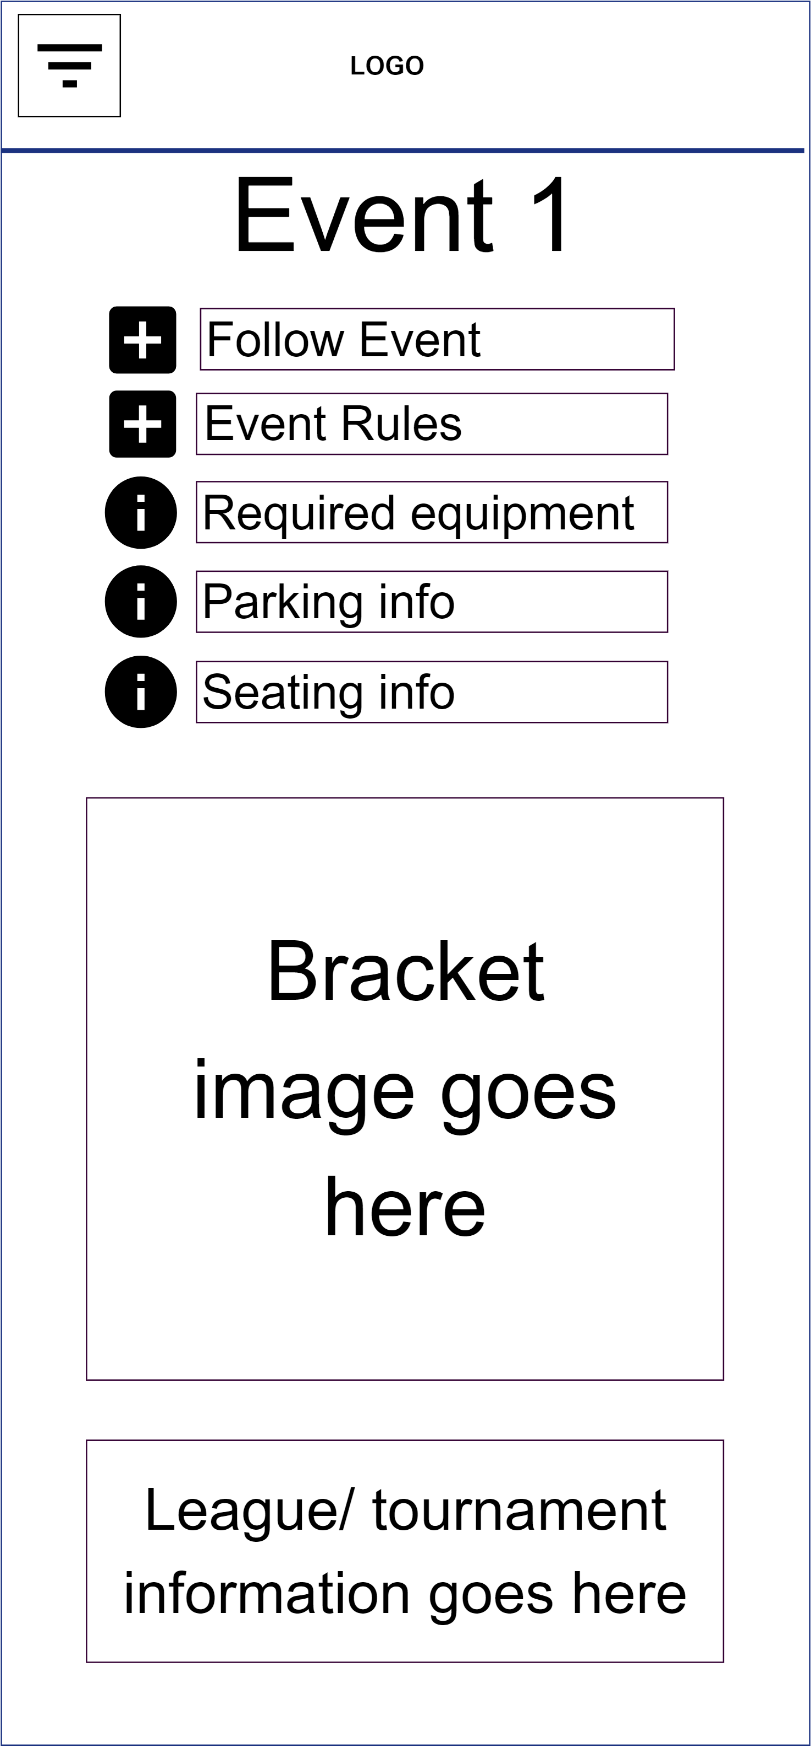 LOGO
Event 1
Follow Event
Event Rules
Required equipment
Parking info
Seating info
Bracket
image goes
here
League/ tournament
information goes here